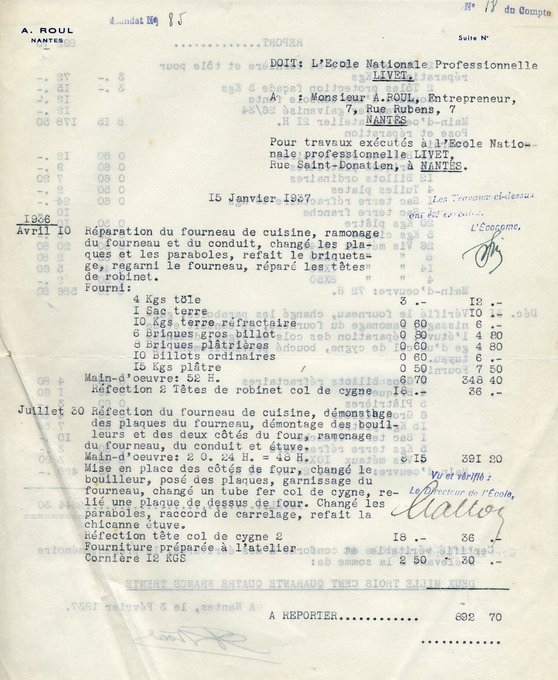 A. ROUL
NANTES
Mandat No 85
No 18 du Compte
Suite No
DOIT: L'Ecole Nationale Professionnelle
LIVET.
A : Monsieur A.ROUL, Entrepreneur,
7, Rue Rubens, 7
NANTES
Pour travaux exécutés à l'Ecole Natio-
nale professionnelle LIVET,
Rue Saint-Donatien, à NANTES.
15 Janvier 1937
Les Travaux ci-dessus
ont été exécutés.
L'Econome,
1936
Avril 10 Réparation du fourneau de cuisine, ramonage
du fourneau et du conduit, changé les pla-
ques et les paraboles, refait le briqueta-
ge, regarni le fourneau, réparé les têtes
de robinet.
Fourni:
4 Kgs tôle 3 .- 12 .-
1 Sac terre 10 .-
10 Kgs terre réfractaire 0 60 6 .-
6 Briques gros billot 0 80 4 80
8 Briques plâtrières 0 60 4 80
10 Billots ordinaires 0 60 6 .-
15 Kgs plâtre 0 50 7 50
Main-d'oeuvre: 52 H. 6 70 348 40
Réfection 2 Têtes de robinet col de cygne 18 .- 36 .-
Juillet 30 Réfection du fourneau de cuisine, démonatage
des plaques du fourneau, démontage des bouil-
leurs et des deux côtés du four, ramonage
du fourneau, du conduit et étuve.
Main-d'oeuvre: 2 O. 24 H. = 48 H. 8 15 391 20
Mise en place des côtés de four, changé le
bouilleur, posé des plaques, garnissage du
fourneau, changé un tube fer col de cygne, re-
lié une plaque de dessus de four. Changé les
paraboles, raccord de carrelage, refait la
chicanne étuve.
Vu et vérifié:
Le Directeur de l'École,
Réfection tête col de cygne 2 18 .- 36 .-
Fourniture préparée à l'atelier
Cornière 12 KGS 2 50 30 .-
A REPORTER............ 892 70